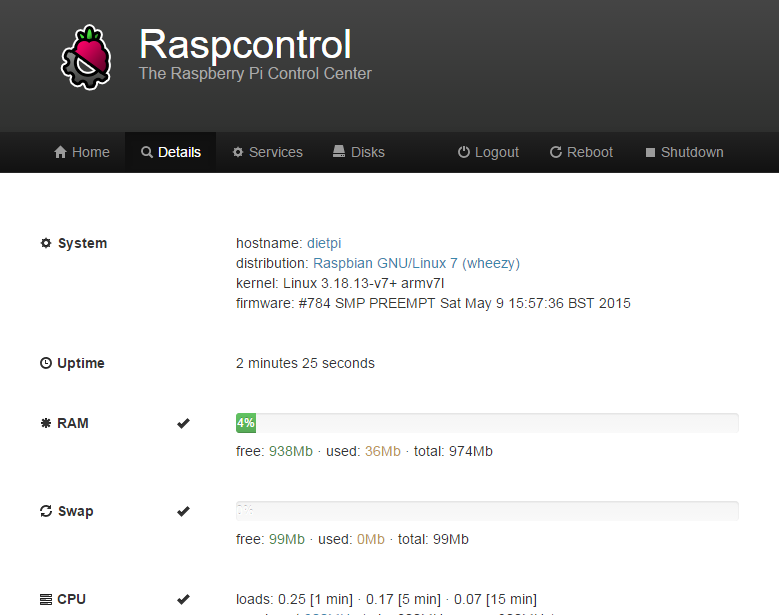 Raspcontrol
The Raspberry Pi Control Center
Home Details Services Disks Logout Reboot Shutdown
System hostname: dietpi
distribution: Raspbian GNU/Linux 7 (wheezy)
kernel: Linux 3.18.13-v7+ armv7l
firmware: #784 SMP PREEMPT Sat May 9 15:57:36 BST 2015
Uptime 2 minutes 25 seconds
RAM 4%
free: 938Mb · used: 36Mb · total: 974Mb
Swap
free: 99Mb · used: 0Mb · total: 99Mb
CPU loads: 0.25 [1 min] · 0.17 [5 min] · 0.07 [15 min]